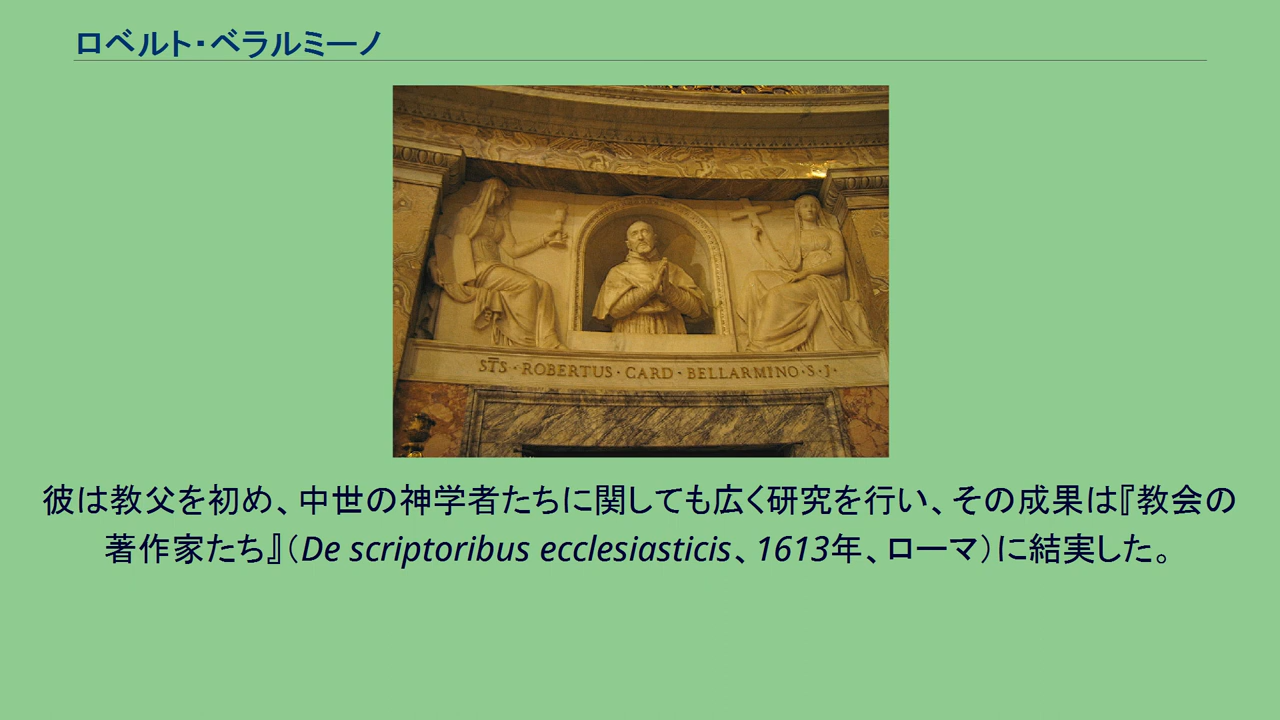 ロベルト・ベラルミーノ
STS · ROBERTUS · CARD · BELLARMINO · S · J ·
彼は教父を初め、中世の神学者たちに関しても広く研究を行い、その成果は『教会の
著作家たち』（De scriptoribus ecclesiasticis、1613年、ローマ）に結実した。